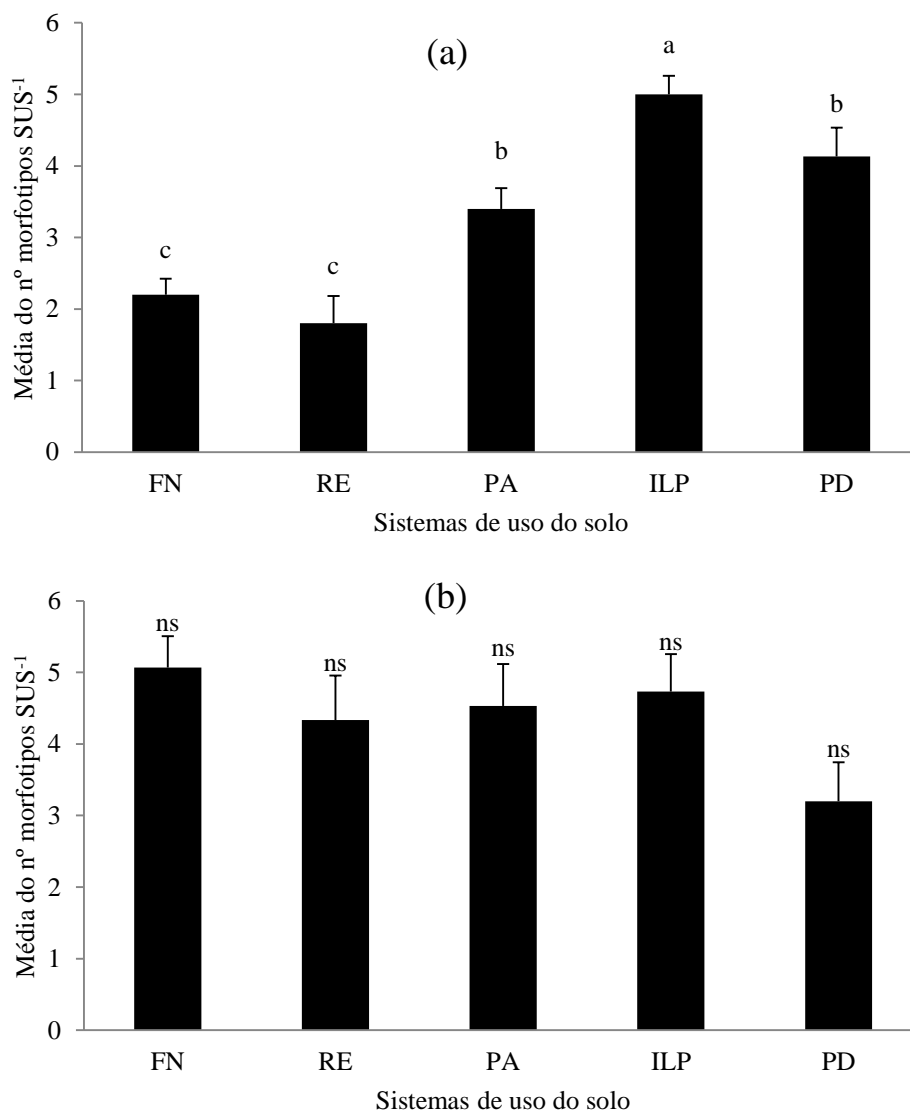 (a)
Média do nº morfotipos SUS-1
6
5
4
3
2
1
0
c
c
b
a
b
FN RE PA ILP PD
Sistemas de uso do solo
(b)
Média do nº morfotipos SUS-1
6
5
4
3
2
1
0
ns
ns
ns
ns
ns
FN RE PA ILP PD
Sistemas de uso do solo